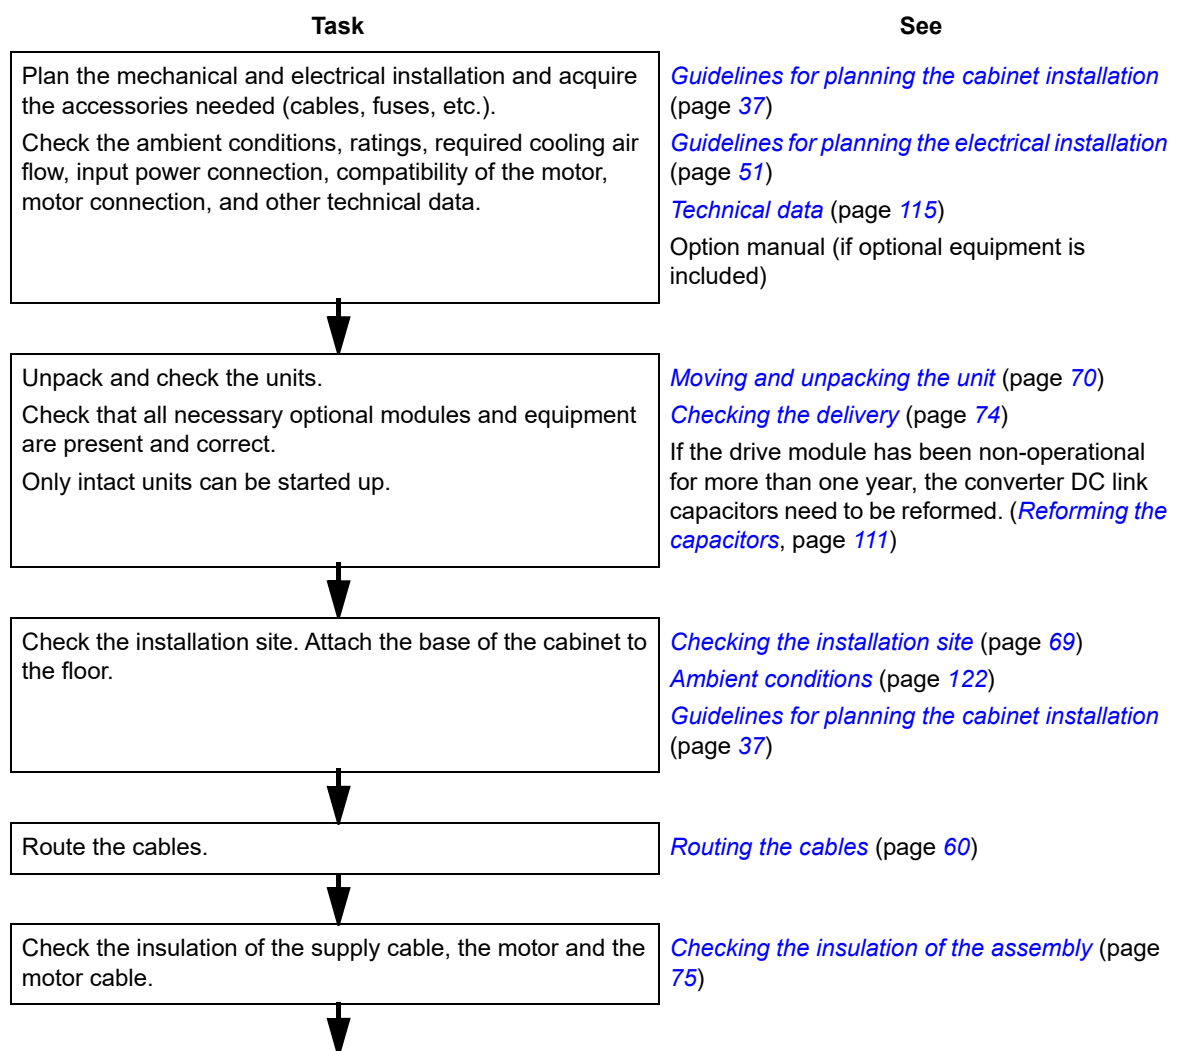 Task
See
Plan the mechanical and electrical installation and acquire
the accessories needed (cables, fuses, etc.).
Check the ambient conditions, ratings, required cooling air
flow, input power connection, compatibility of the motor,
motor connection, and other technical data.
Guidelines for planning the cabinet installation
(page 37)
Guidelines for planning the electrical installation
(page 51)
Technical data (page 115)
Option manual (if optional equipment is
included)
Unpack and check the units.
Check that all necessary optional modules and equipment
are present and correct.
Only intact units can be started up.
Moving and unpacking the unit (page 70)
Checking the delivery (page 74)
If the drive module has been non-operational
for more than one year, the converter DC link
capacitors need to be reformed. (Reforming the
capacitors, page 111)
Check the installation site. Attach the base of the cabinet to
the floor.
Checking the installation site (page 69)
Ambient conditions (page 122)
Guidelines for planning the cabinet installation
(page 37)
Route the cables.
Routing the cables (page 60)
Check the insulation of the supply cable, the motor and the
motor cable.
Checking the insulation of the assembly (page
75)